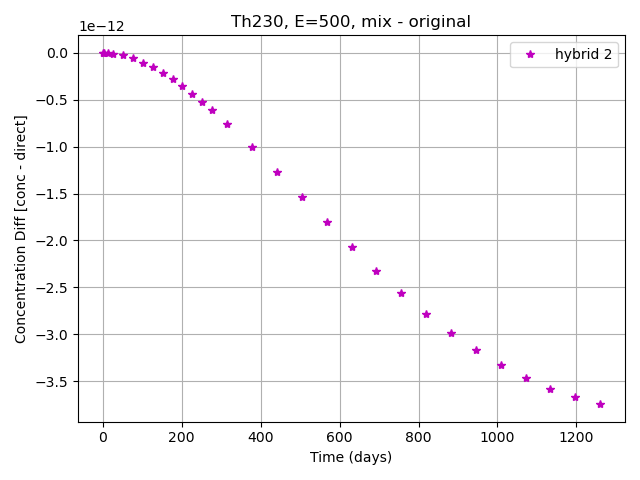 Th230, E=500, mix - original
1e−12
hybrid 2
0.0
−0.5
−1.0
−1.5
−2.0
−2.5
−3.0
−3.5
Concentration Diff [conc - direct]
0 200 400 600 800 1000 1200
Time (days)